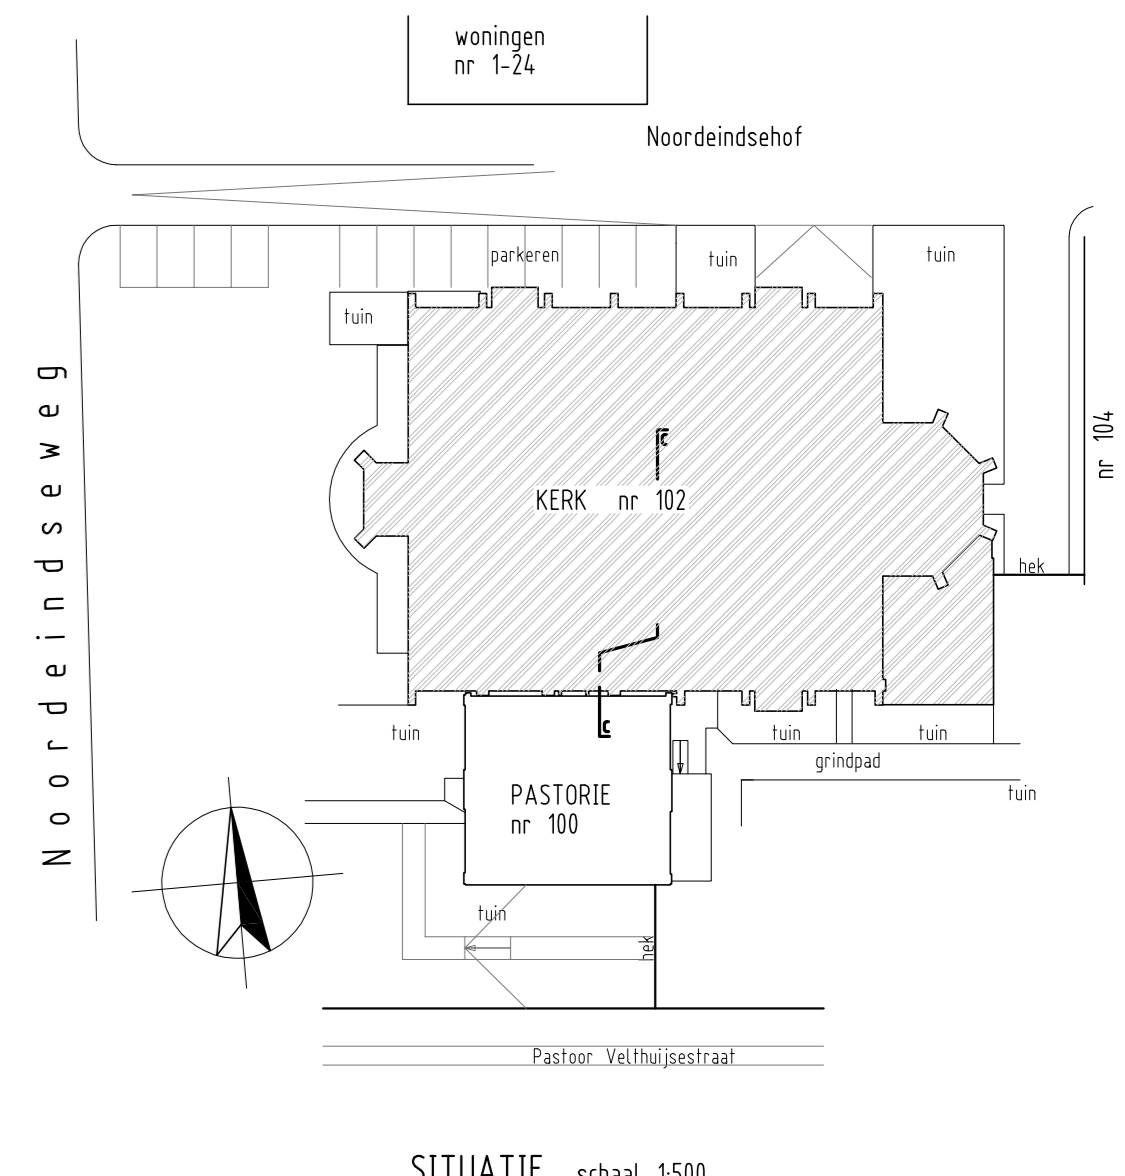 woningen
nr 1-24
Noordeindsehof
parkeren
tuin
tuin
tuin
Noordeindseweg
nr 104
c
KERK nr 102
hek
c
tuin
tuin
tuin
grindpad
tuin
PASTORIE
nr 100
tuin
hek
Pastoor Velthuijsestraat
SITUATIE schaal 1:500